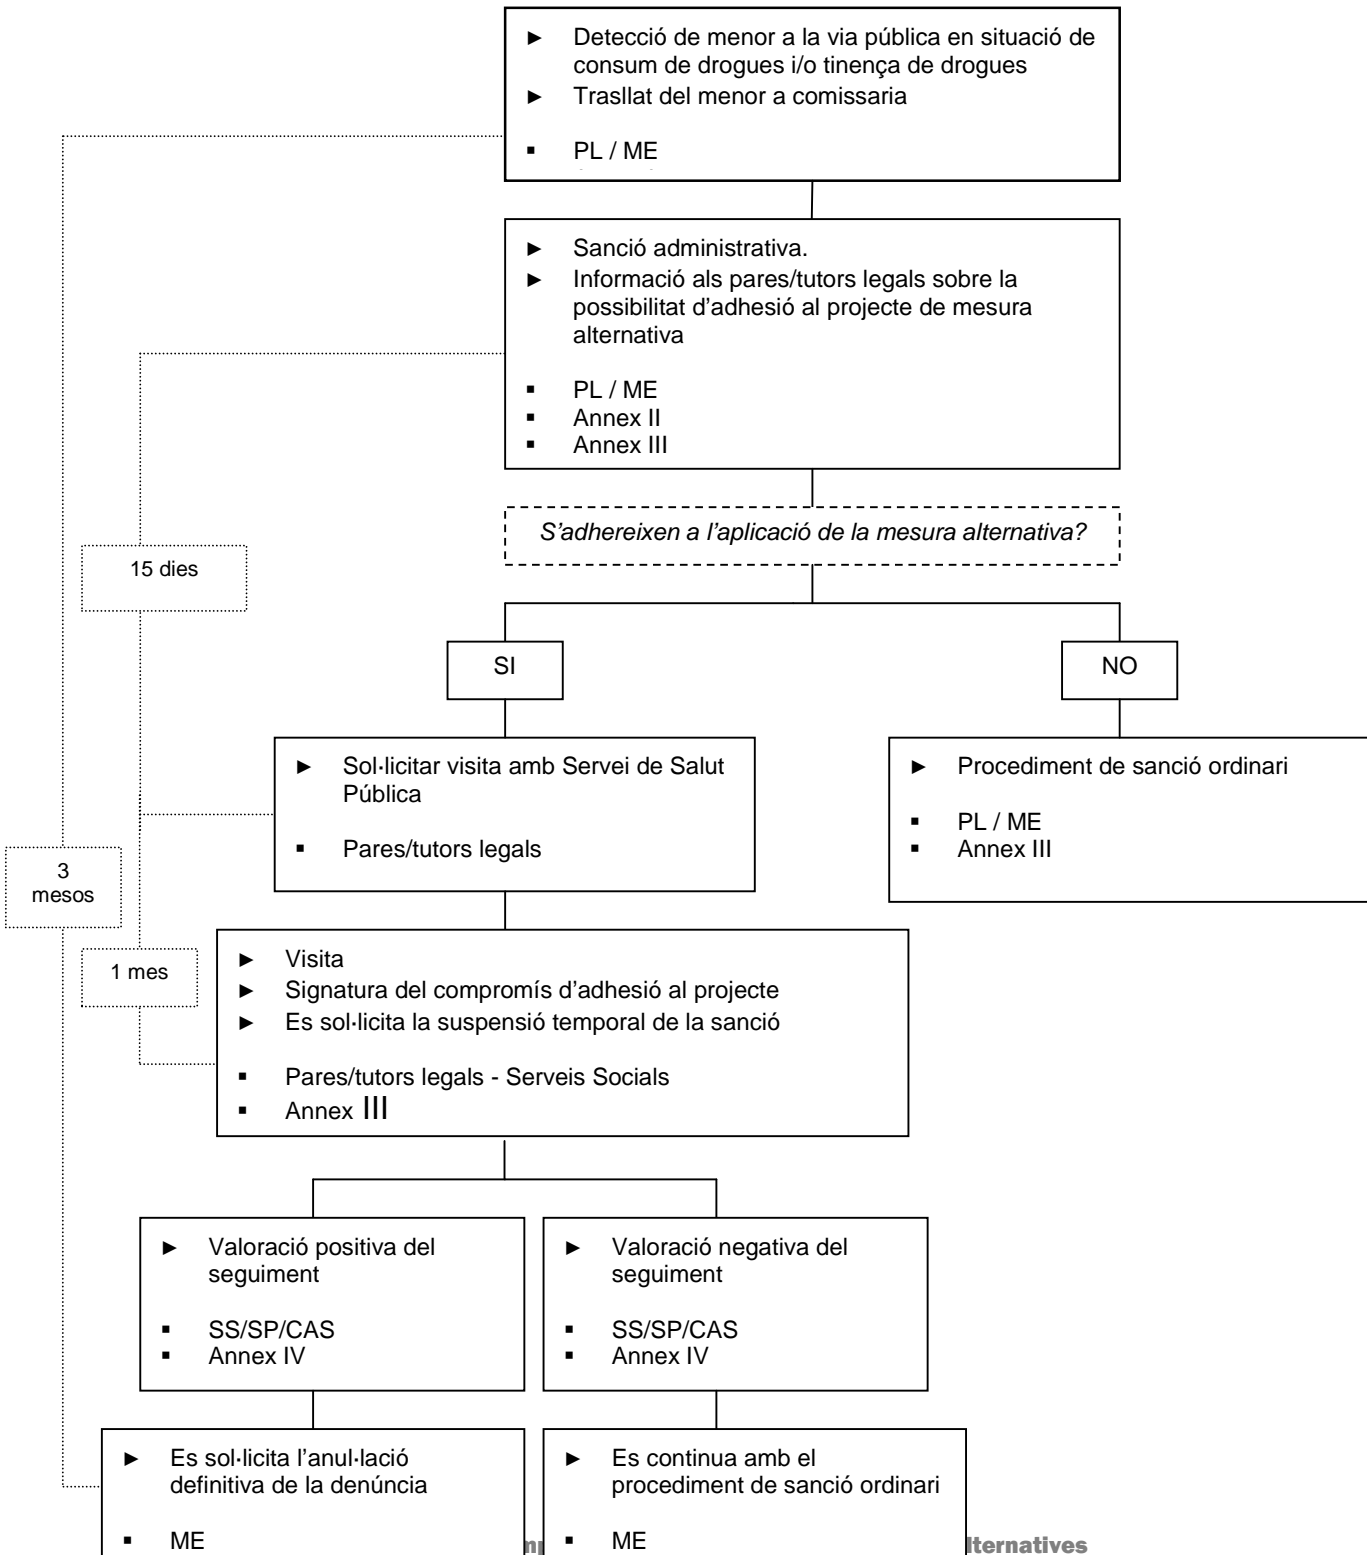 ► Detecció de menor a la via pública en situació de
consum de drogues i/o tinença de drogues
► Trasllat del menor a comissaria
▪ PL / ME
► Sanció administrativa.
► Informació als pares/tutors legals sobre la
possibilitat d’adhesió al projecte de mesura
alternativa
▪ PL / ME
▪ Annex II
▪ Annex III
S’adhereixen a l’aplicació de la mesura alternativa?
15 dies
SI
NO
► Sol·licitar visita amb Servei de Salut
Pública
▪ Pares/tutors legals
► Procediment de sanció ordinari
▪ PL / ME
▪ Annex III
3
mesos
1 mes
► Visita
► Signatura del compromís d’adhesió al projecte
► Es sol·licita la suspensió temporal de la sanció
▪ Pares/tutors legals - Serveis Socials
▪ Annex III
► Valoració positiva del
seguiment
▪ SS/SP/CAS
▪ Annex IV
► Valoració negativa del
seguiment
▪ SS/SP/CAS
▪ Annex IV
► Es sol·licita l’anul·lació
definitiva de la denúncia
▪ ME
► Es continua amb el
procediment de sanció ordinari
▪ ME
lternatives